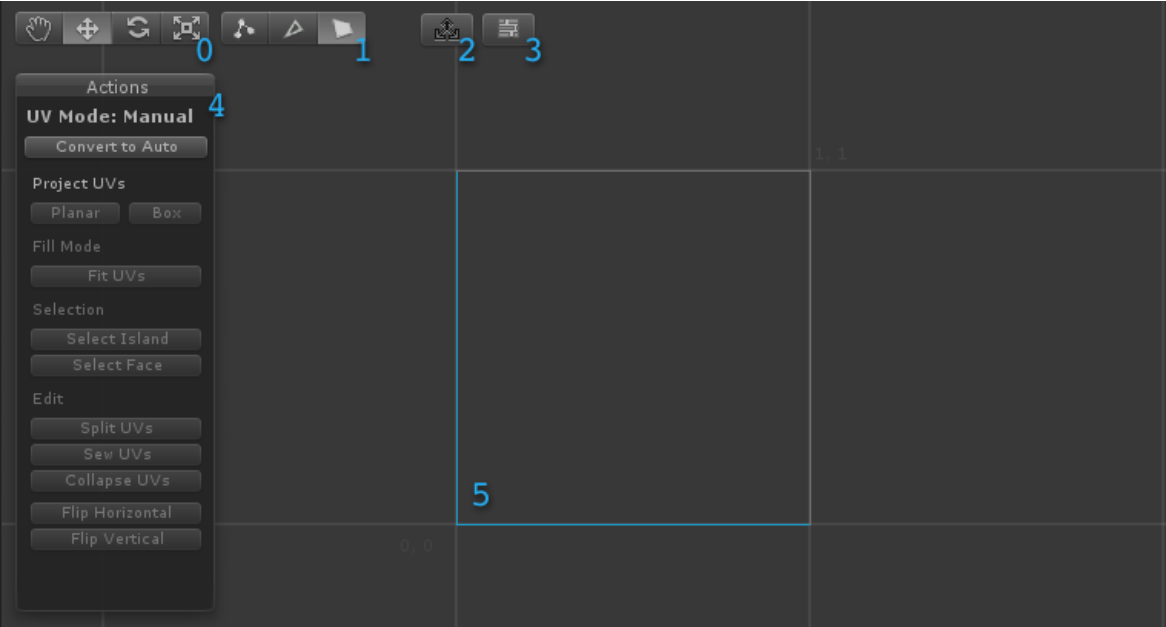 0
1
2
3
Actions
4
UV Mode: Manual
Convert to Auto
1, 1
Project UVs
Planar Box
Fill Mode
Fit UVs
Selection
Select Island
Select Face
Edit
Split UVs
Sew UVs
Collapse UVs
5
Flip Horizontal
Flip Vertical
0, 0